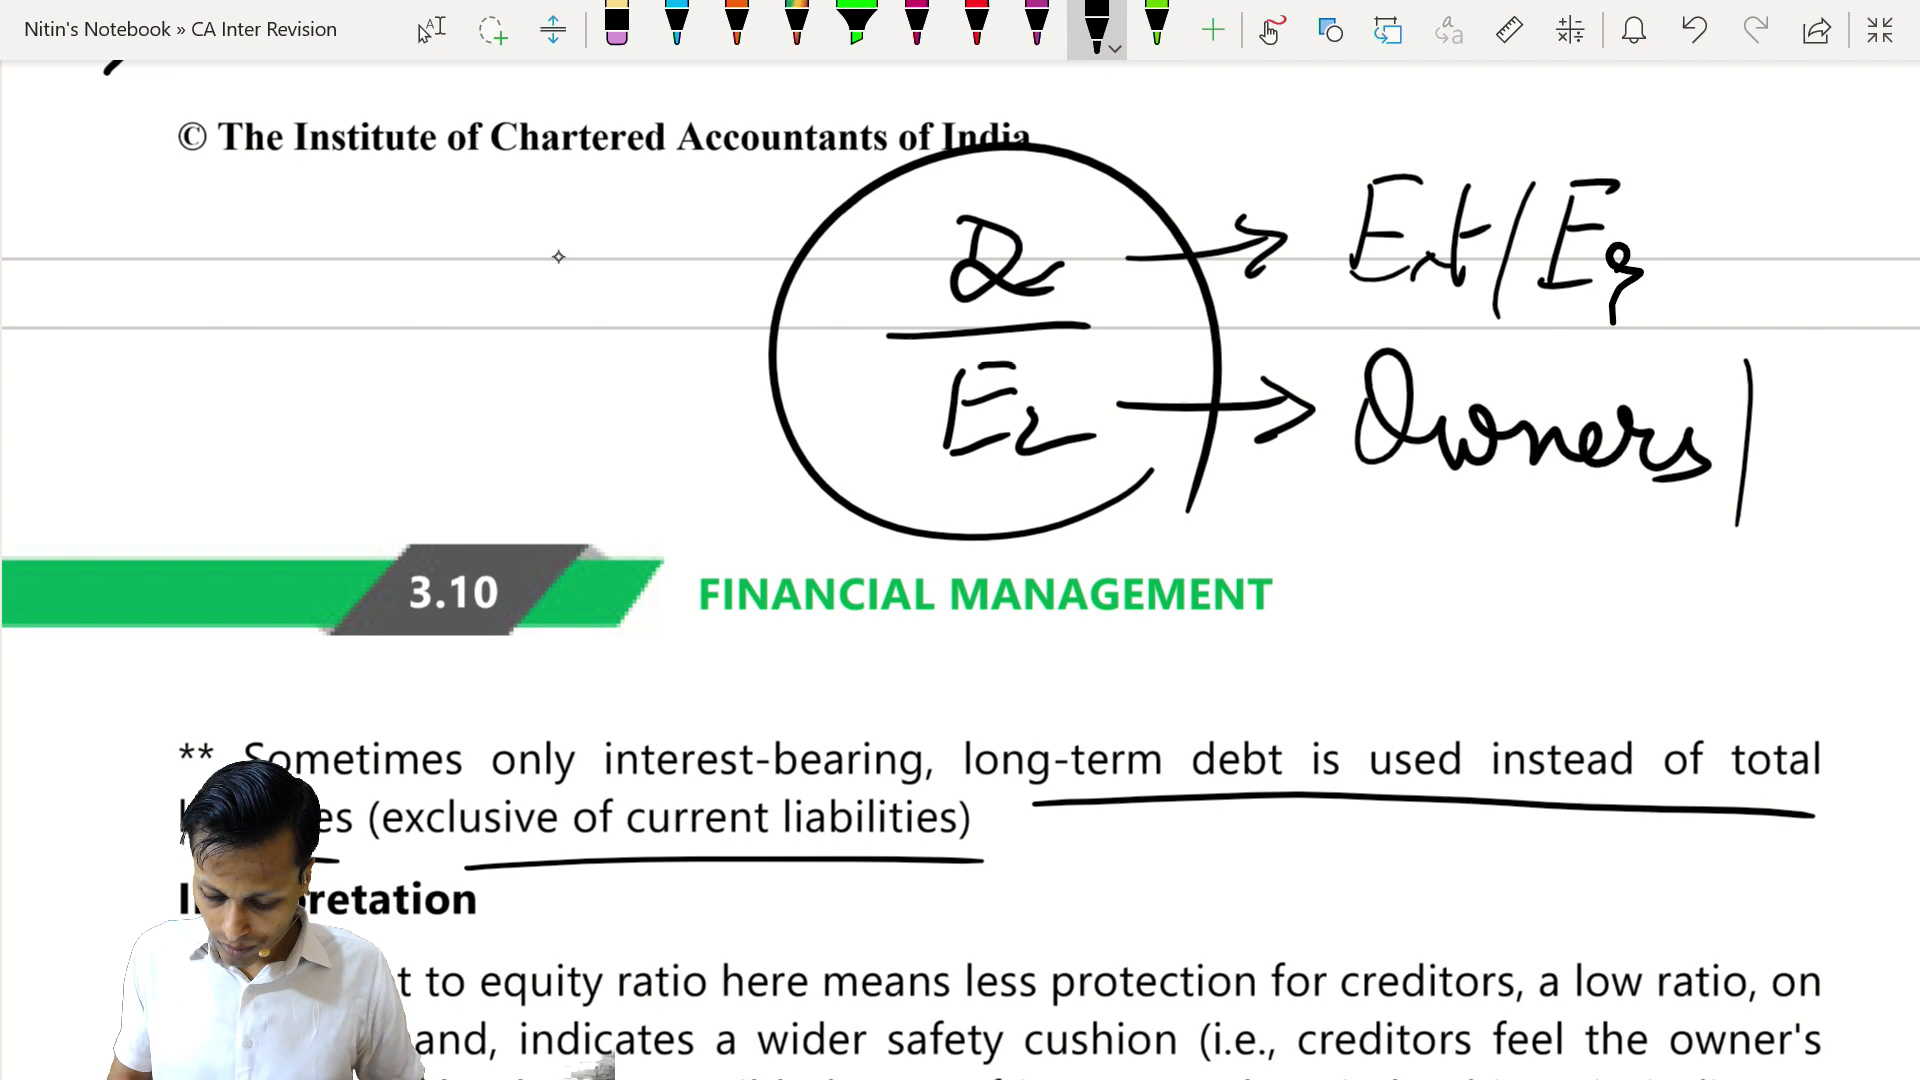 Nitin's Notebook » CA Inter Revision
© The Institute of Chartered Accountants of India
Ext/Eq
E
Owners
3.10 FINANCIAL MANAGEMENT
** Sometimes only interest-bearing, long-term debt is used instead of total
es (exclusive of current liabilities)
retation
t to equity ratio here means less protection for creditors, a low ratio, on
and, indicates a wider safety cushion (i.e., creditors feel the owner's